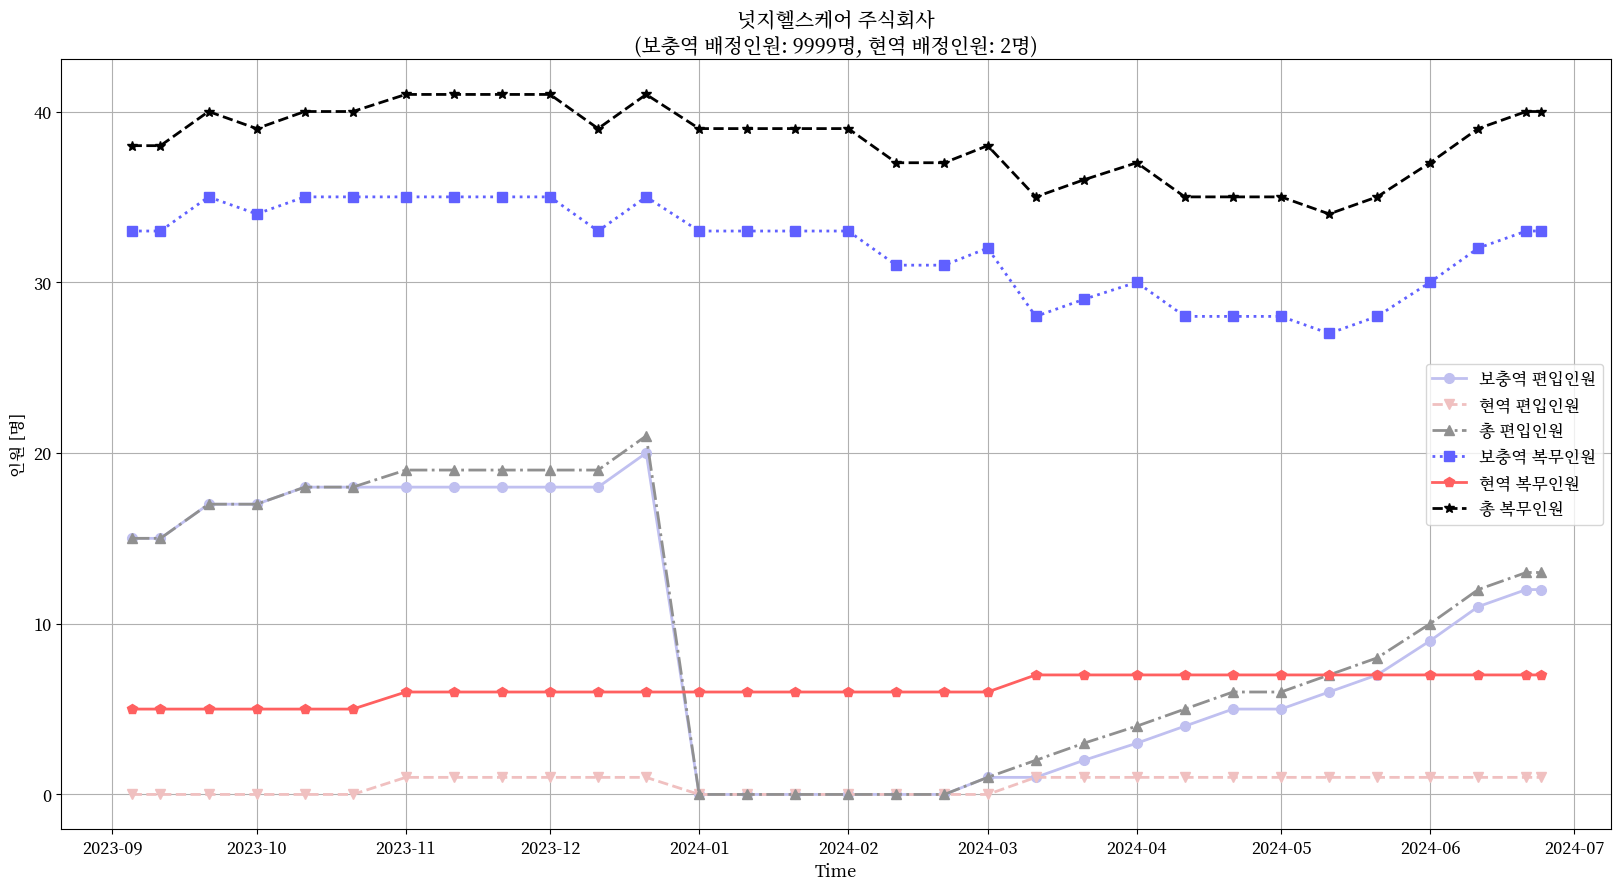 넛지헬스케어 주식회사
(보충역 배정인원: 9999명, 현역 배정인원: 2명)
40
30
20
10
0
인원 [명]
보충역 편입인원
현역 편입인원
총 편입인원
보충역 복무인원
현역 복무인원
총 복무인원
2023-09 2023-10 2023-11 2023-12 2024-01 2024-02 2024-03 2024-04 2024-05 2024-06 2024-07
Time